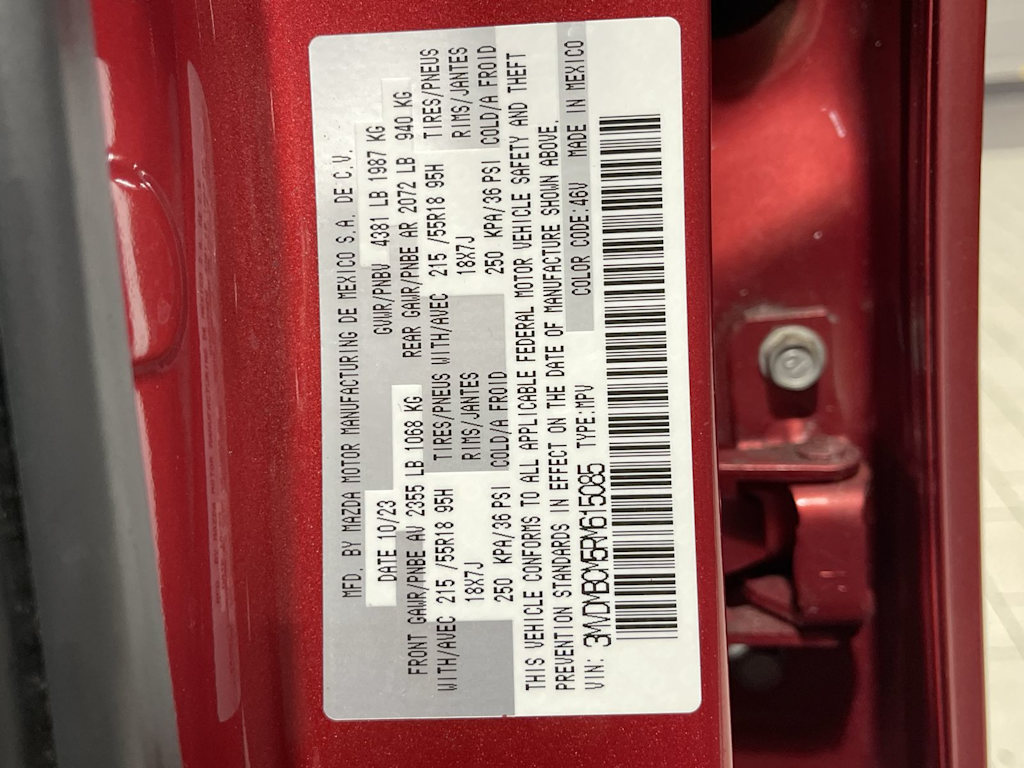 MFD. BY MAZDA MOTOR MANUFACTURING DE MEXICO S.A. DE C.V.
DATE 10/23 GVWR/PNBV 4381 LB 1987 KG
FRONT GAWR/PNBE AV 2355 LB 1068 KG REAR GAWR/PNBE AR 2072 LB 940 KG
WITH/AVEC 215 /55R18 95H TIRES/PNEUS WITH/AVEC 215 /55R18 95H TIRES/PNEUS
18X7J RIMS/JANTES 18X7J RIMS/JANTES
250 KPA/36 PSI COLD/A FROID 250 KPA/36 PSI COLD/A FROID
THIS VEHICLE CONFORMS TO ALL APPLICABLE FEDERAL MOTOR VEHICLE SAFETY AND THEFT
PREVENTION STANDARDS IN EFFECT ON THE DATE OF MANUFACTURE SHOWN ABOVE.
VIN: 3MVDMBCM5RM615085 TYPE:MPV COLOR CODE:46V MADE IN MEXICO